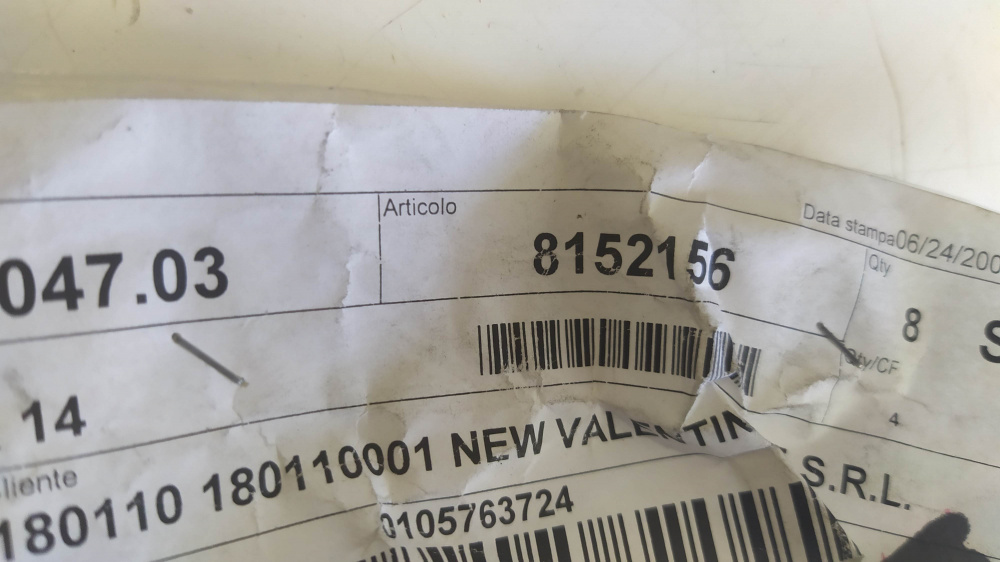 Articolo
Data stampa06/24/200
047.03
8152156
Qty
8
S
14
Qty/CF
4
liente
180110 180110001 NEW VALENTIN S.R.L.
0105763724